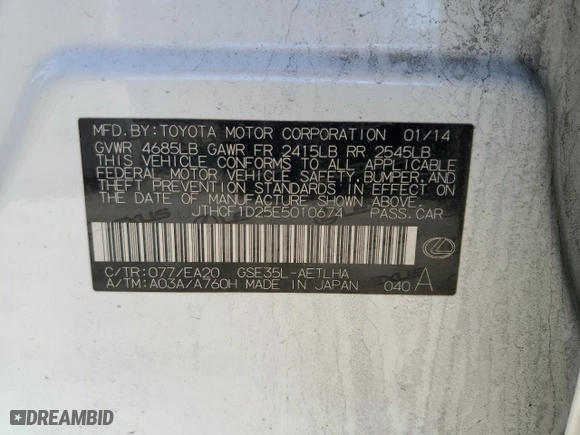 MFD. BY: TOYOTA MOTOR CORPORATION 01/14
GVWR 4685LB GAWR FR 2415LB RR 2545LB
THIS VEHICLE CONFORMS TO ALL APPLICABLE
FEDERAL MOTOR VEHICLE SAFETY, BUMPER, AND
THEFT PREVENTION STANDARDS IN EFFECT ON
THE DATE OF MANUFACTURE SHOWN ABOVE.
JTHCF1D25E5010674 PASS. CAR
C/TR: 077/EA20 GSE35L-AETLHA
A/TM: A03A/A760H MADE IN JAPAN 040 A
DREAMBID